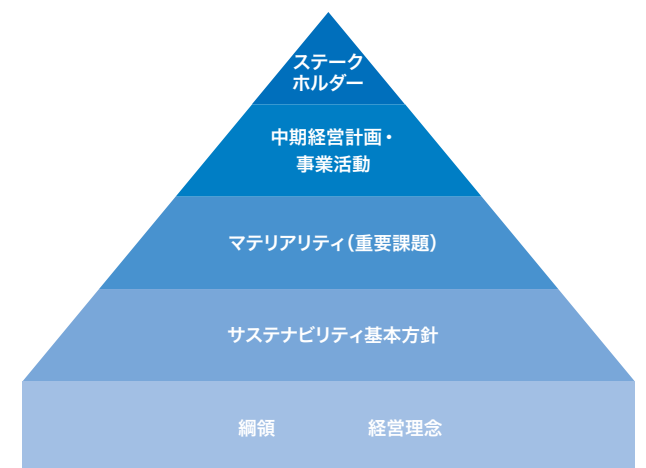 ステーク
ホルダー
中期経営計画・
事業活動
マテリアリティ（重要課題）
サステナビリティ基本方針
綱領　経営理念